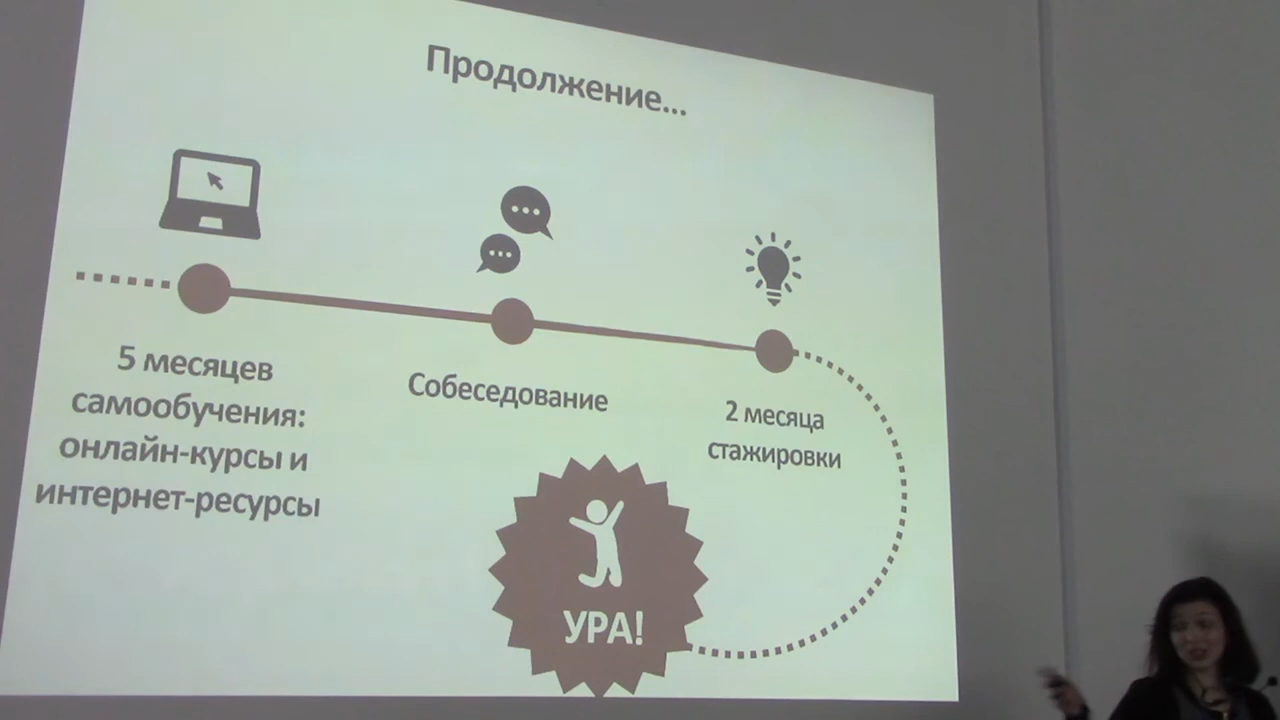 Продолжение...
5 месяцев
самообучения:
онлайн-курсы и
интернет-ресурсы
Собеседование
2 месяца
стажировки
УРА!